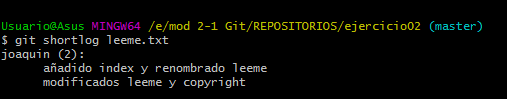 Usuario@Asus MINGW64 /e/mod 2-1 Git/REPOSITORIOS/ejercicio02 (master)
$ git shortlog leeme.txt
joaquin (2):
      añadido index y renombrado leeme
      modificados leeme y copyright